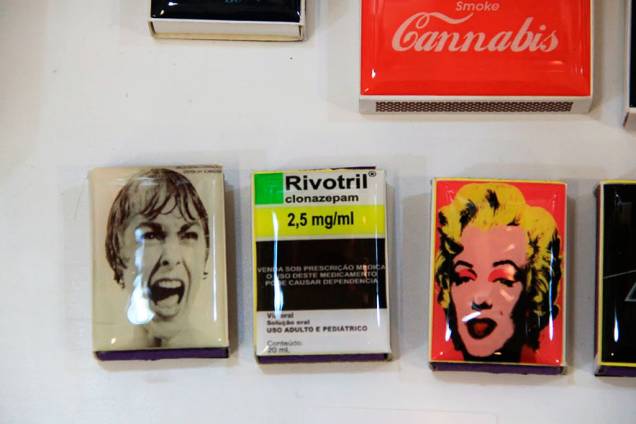 Smoke
Cannabis
Rivotril®
clonazepam
2,5 mg/ml
VENDA SOB PRESCRIÇÃO MÉDICA
O USO DESTE MEDICAMENTO
PODE CAUSAR DEPENDENCIA
Via oral
Solução oral
USO ADULTO E PEDIÁTRICO
Conteúdo:
20 mL